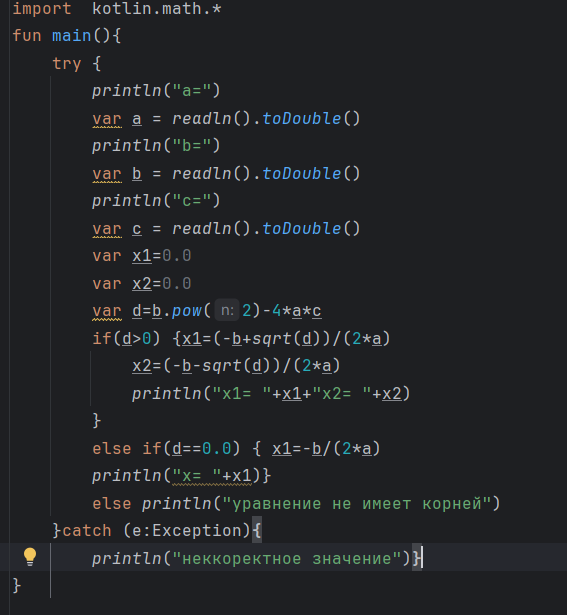 import  kotlin.math.*
fun main(){
    try {
        println("a=")
        var a = readln().toDouble()
        println("b=")
        var b = readln().toDouble()
        println("c=")
        var c = readln().toDouble()
        var x1=0.0
        var x2=0.0
        var d=b.pow( n: 2)-4*a*c
        if(d>0) {x1=(-b+sqrt(d))/(2*a)
            x2=(-b-sqrt(d))/(2*a)
            println("x1= "+x1+"x2= "+x2)
        }
        else if(d==0.0) { x1=-b/(2*a)
        println("x= "+x1)}
        else println("уравнение не имеет корней")
    }catch (e:Exception){
        println("неккоректное значение")}
}